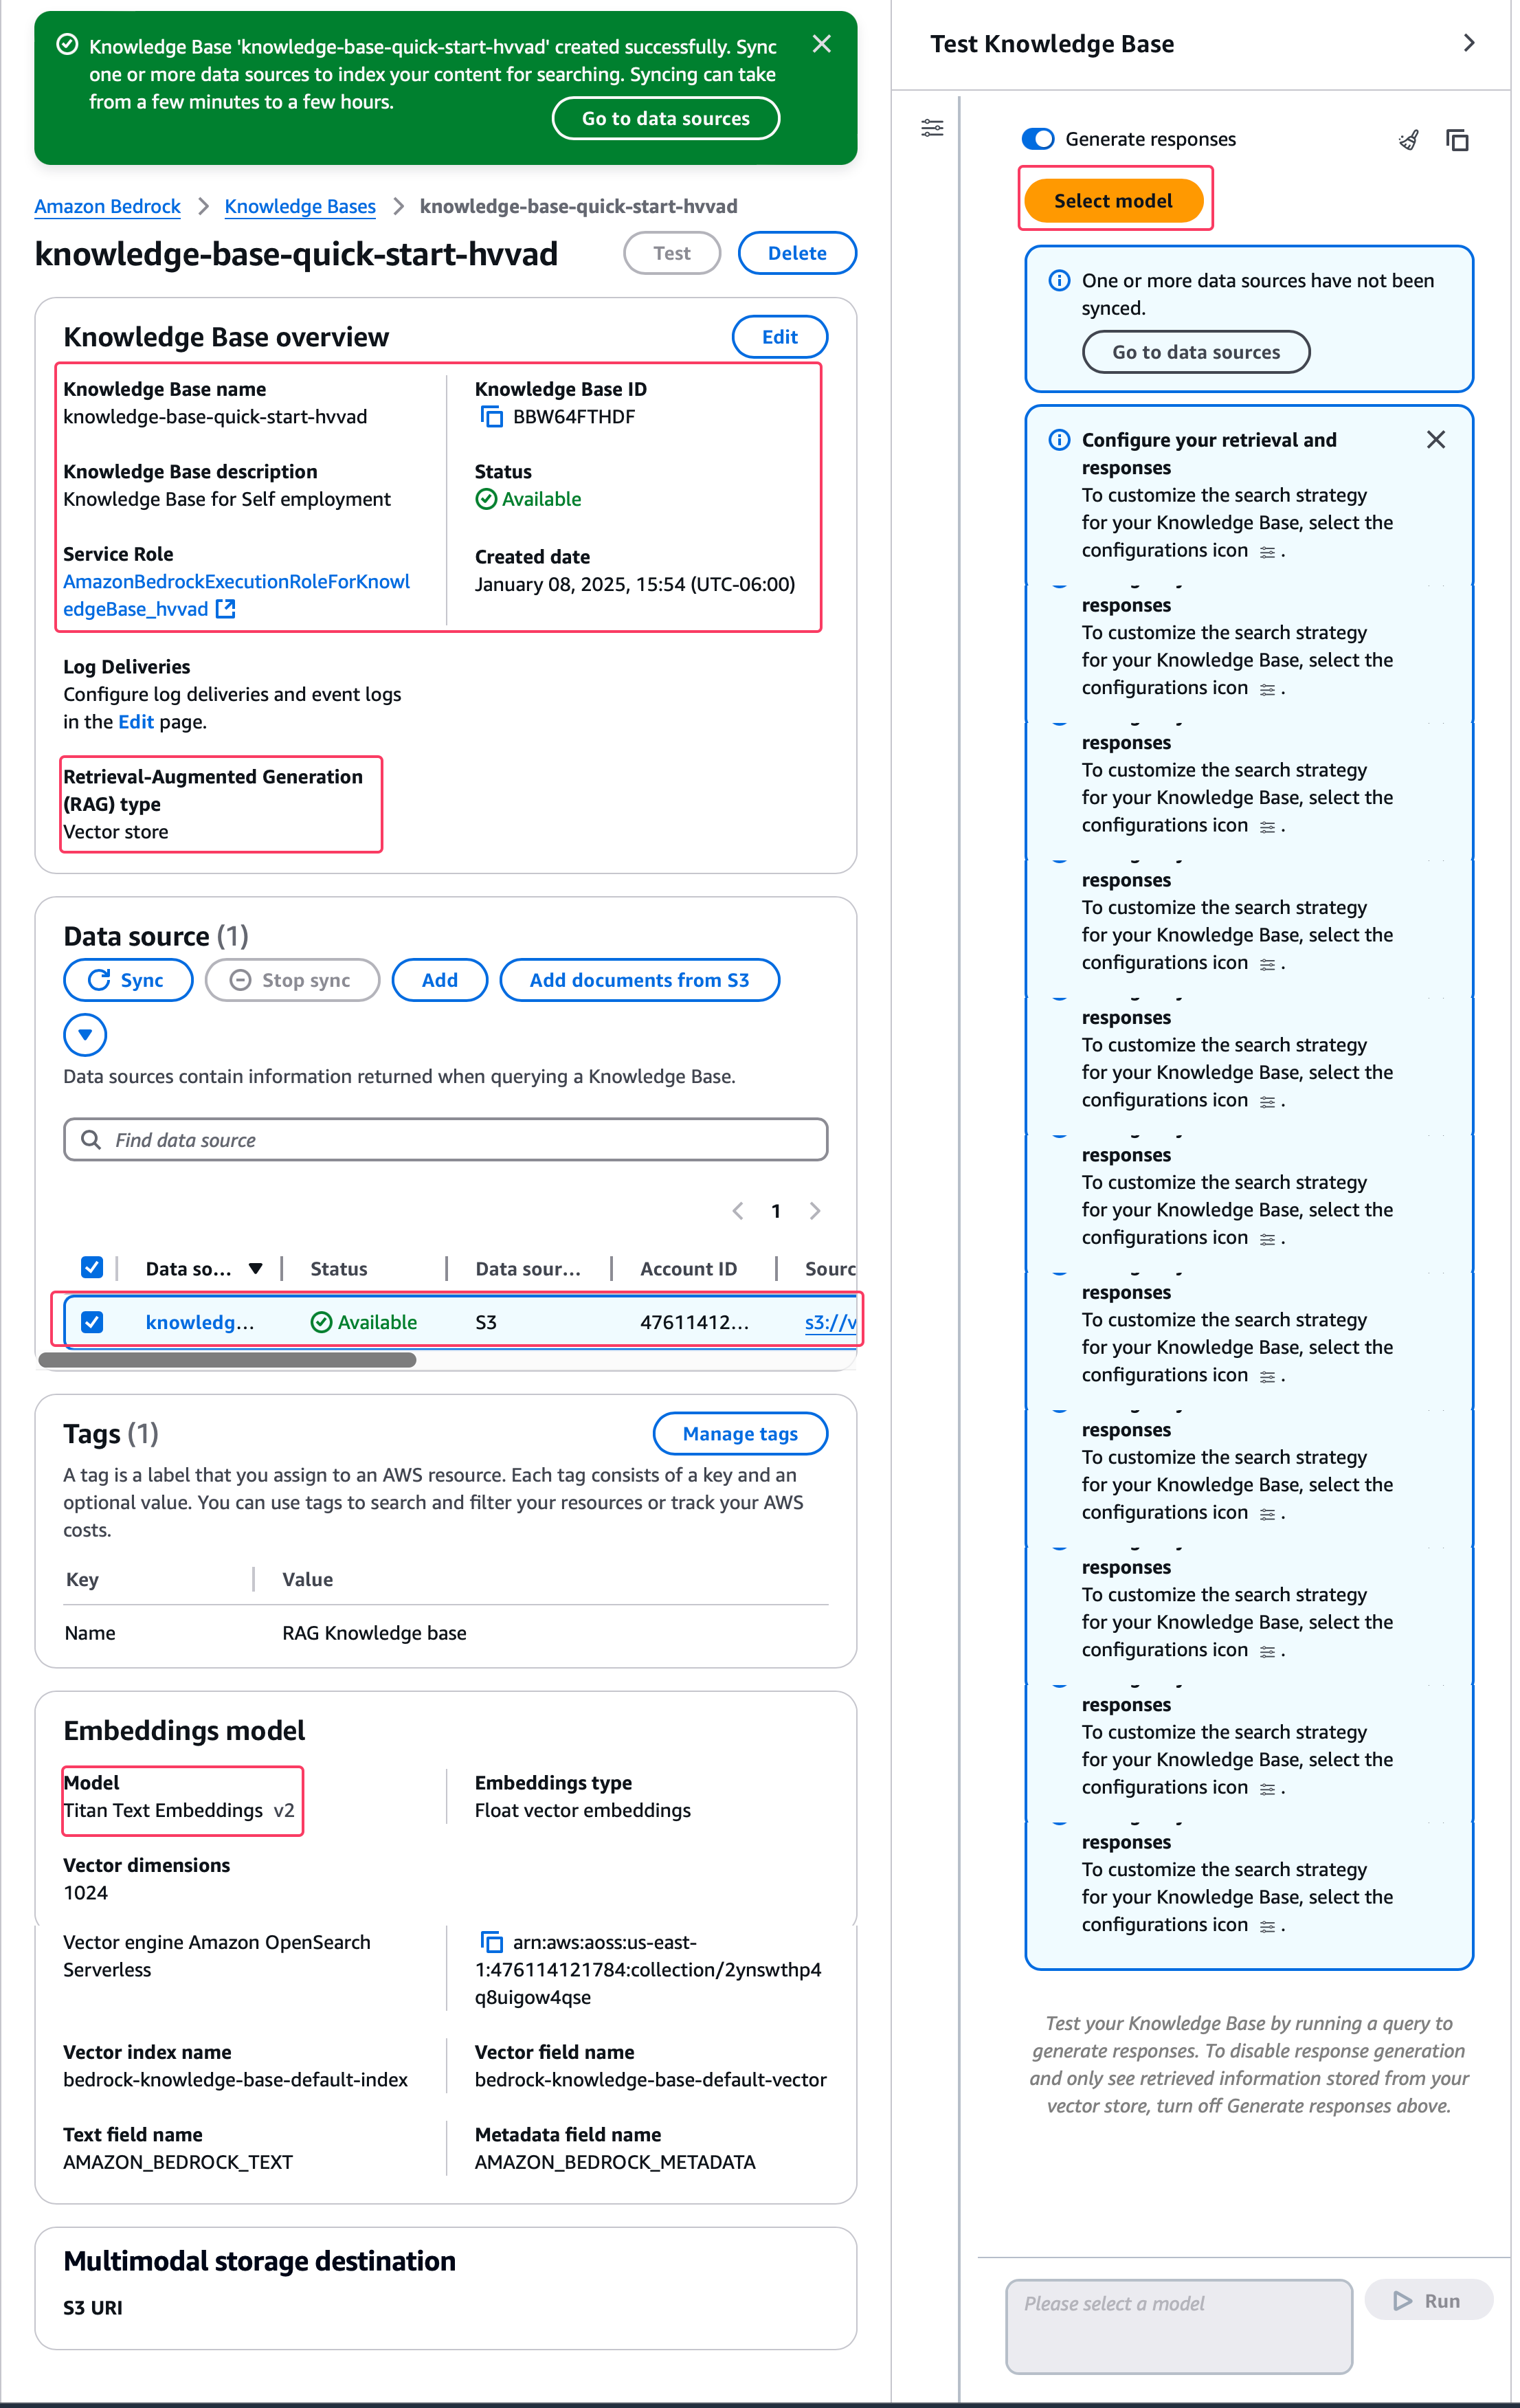 Knowledge Base 'knowledge-base-quick-start-hvvad' created successfully. Sync
one or more data sources to index your content for searching. Syncing can take
from a few minutes to a few hours.
Go to data sources
Amazon Bedrock
Knowledge Bases
knowledge-base-quick-start-hvvad
knowledge-base-quick-start-hvvad
Test
Delete
Knowledge Base overview
Edit
Knowledge Base name
knowledge-base-quick-start-hvvad
Knowledge Base ID
BBW64FTHDF
Knowledge Base description
Knowledge Base for Self employment
Status
Available
Service Role
AmazonBedrockExecutionRoleForKnowl
edgeBase_hvvad
Created date
January 08, 2025, 15:54 (UTC-06:00)
Log Deliveries
Configure log deliveries and event logs
in the Edit page.
Retrieval-Augmented Generation
(RAG) type
Vector store
Data source (1)
Sync
Stop sync
Add
Add documents from S3
Data sources contain information returned when querying a Knowledge Base.
Find data source
1
Data so...
Status
Data sour...
Account ID
Sourc
knowledg...
Available
S3
47611412...
s3://v
Tags (1)
Manage tags
A tag is a label that you assign to an AWS resource. Each tag consists of a key and an
optional value. You can use tags to search and filter your resources or track your AWS
costs.
Key
Value
Name
RAG Knowledge base
Embeddings model
Model
Titan Text Embeddings v2
Embeddings type
Float vector embeddings
Vector dimensions
1024
Vector engine Amazon OpenSearch
Serverless
arn:aws:aoss:us-east-
1:476114121784:collection/2ynswthp4
q8uigow4qse
Vector index name
bedrock-knowledge-base-default-index
Vector field name
bedrock-knowledge-base-default-vector
Text field name
AMAZON_BEDROCK_TEXT
Metadata field name
AMAZON_BEDROCK_METADATA
Multimodal storage destination
S3 URI
Test Knowledge Base
Generate responses
Select model
One or more data sources have not been
synced.
Go to data sources
Configure your retrieval and
responses
To customize the search strategy
for your Knowledge Base, select the
configurations icon .
responses
To customize the search strategy
for your Knowledge Base, select the
configurations icon .
responses
To customize the search strategy
for your Knowledge Base, select the
configurations icon .
responses
To customize the search strategy
for your Knowledge Base, select the
configurations icon .
responses
To customize the search strategy
for your Knowledge Base, select the
configurations icon .
responses
To customize the search strategy
for your Knowledge Base, select the
configurations icon .
responses
To customize the search strategy
for your Knowledge Base, select the
configurations icon .
responses
To customize the search strategy
for your Knowledge Base, select the
configurations icon .
responses
To customize the search strategy
for your Knowledge Base, select the
configurations icon .
responses
To customize the search strategy
for your Knowledge Base, select the
configurations icon .
responses
To customize the search strategy
for your Knowledge Base, select the
configurations icon .
Test your Knowledge Base by running a query to
generate responses. To disable response generation
and only see retrieved information stored from your
vector store, turn off Generate responses above.
Please select a model
Run